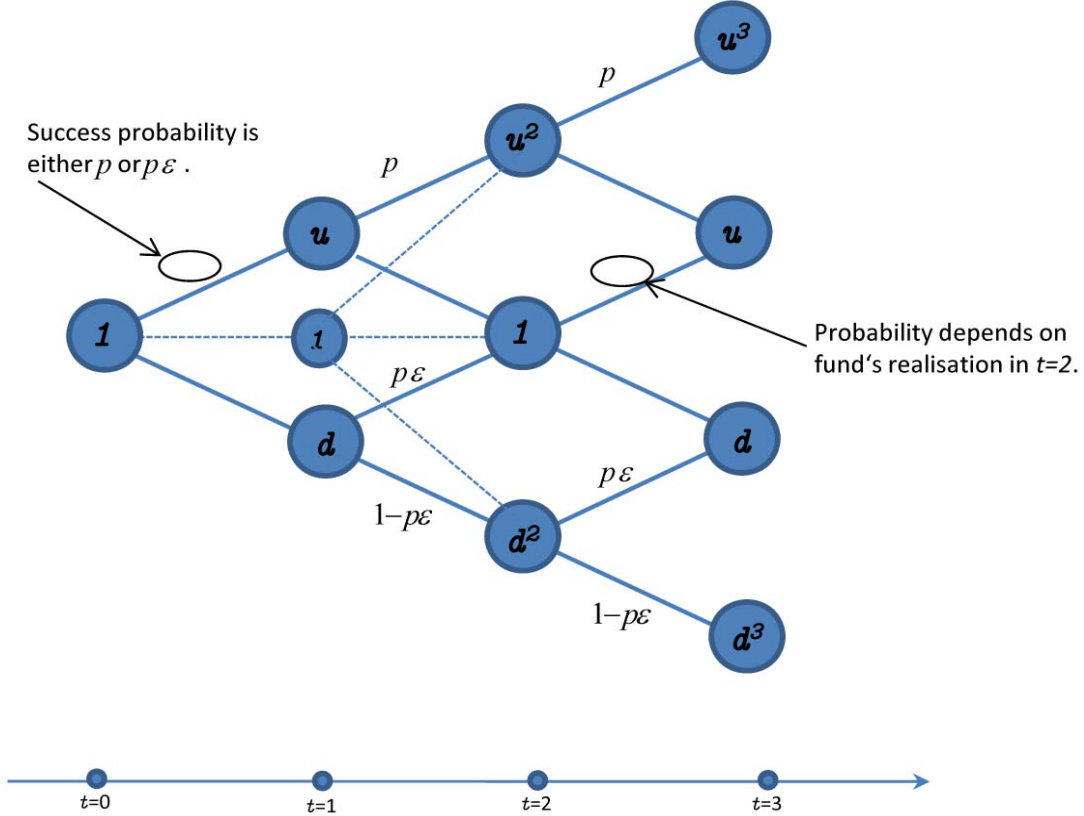 u³
p
Success probability is
either p or pε .
u²
p
u
u
1
1
1
Probability depends on
fund's realisation in t=2.
pε
d
d
pε
1−pε
d²
1−pε
d³
t=0
t=1
t=2
t=3